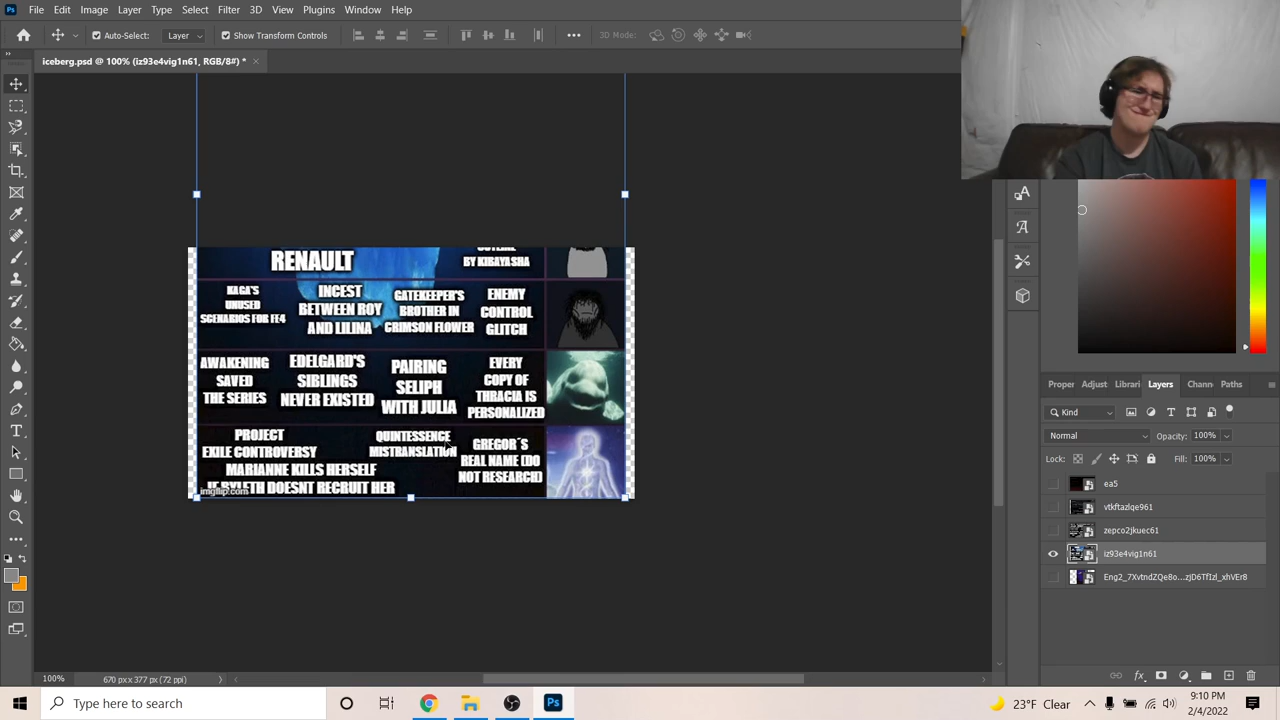 File Edit Image Layer Type Select Filter 3D View Plugins Window Help
Auto-Select: Layer Show Transform Controls 3D Mode:
iceberg.psd @ 100% (iz93e4vig1n61, RGB/8#) *
RENAULT
OUTLINE
BY KIBAYASHA
KAGA'S
UNUSED
SCENARIOS FOR FE4
INCEST
BETWEEN ROY
AND LILINA
GATEKEEPER'S
BROTHER IN
CRIMSON FLOWER
ENEMY
CONTROL
GLITCH
AWAKENING
SAVED
THE SERIES
EDELGARD'S
SIBLINGS
NEVER EXISTED
PAIRING
SELIPH
WITH JULIA
EVERY
COPY OF
THRACIA IS
PERSONALIZED
PROJECT
EXILE CONTROVERSY
QUINTESSENCE
MISTRANSLATION
GREGOR´S
REAL NAME (DO
NOT RESEARCH)
MARIANNE KILLS HERSELF
IF BYLETH DOESNT RECRUIT HER
imgflip.com
Proper Adjust Librari Channe Paths
Layers
Kind
Normal Opacity: 100%
Lock: Fill: 100%
ea5
vtkftazlqe961
zepco2jkuec61
iz93e4vig1n61
Eng2_7XvtndZQe8o...zjD6TfIzl_xhVEr8
100% 670 px x 377 px (72 ppi)
Type here to search
23°F Clear
9:10 PM
2/4/2022